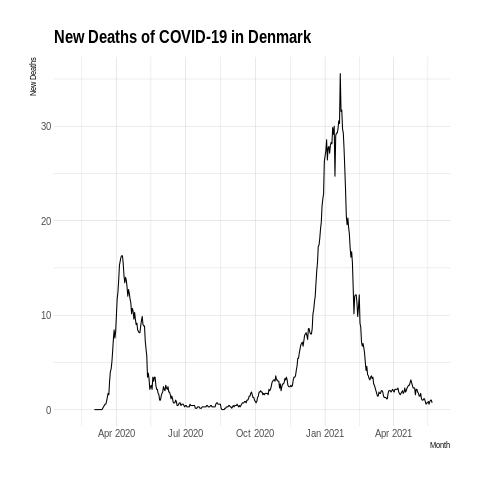 New Deaths of COVID-19 in Denmark
New Deaths
30
20
10
0
Apr 2020
Jul 2020
Oct 2020
Jan 2021
Apr 2021
Month